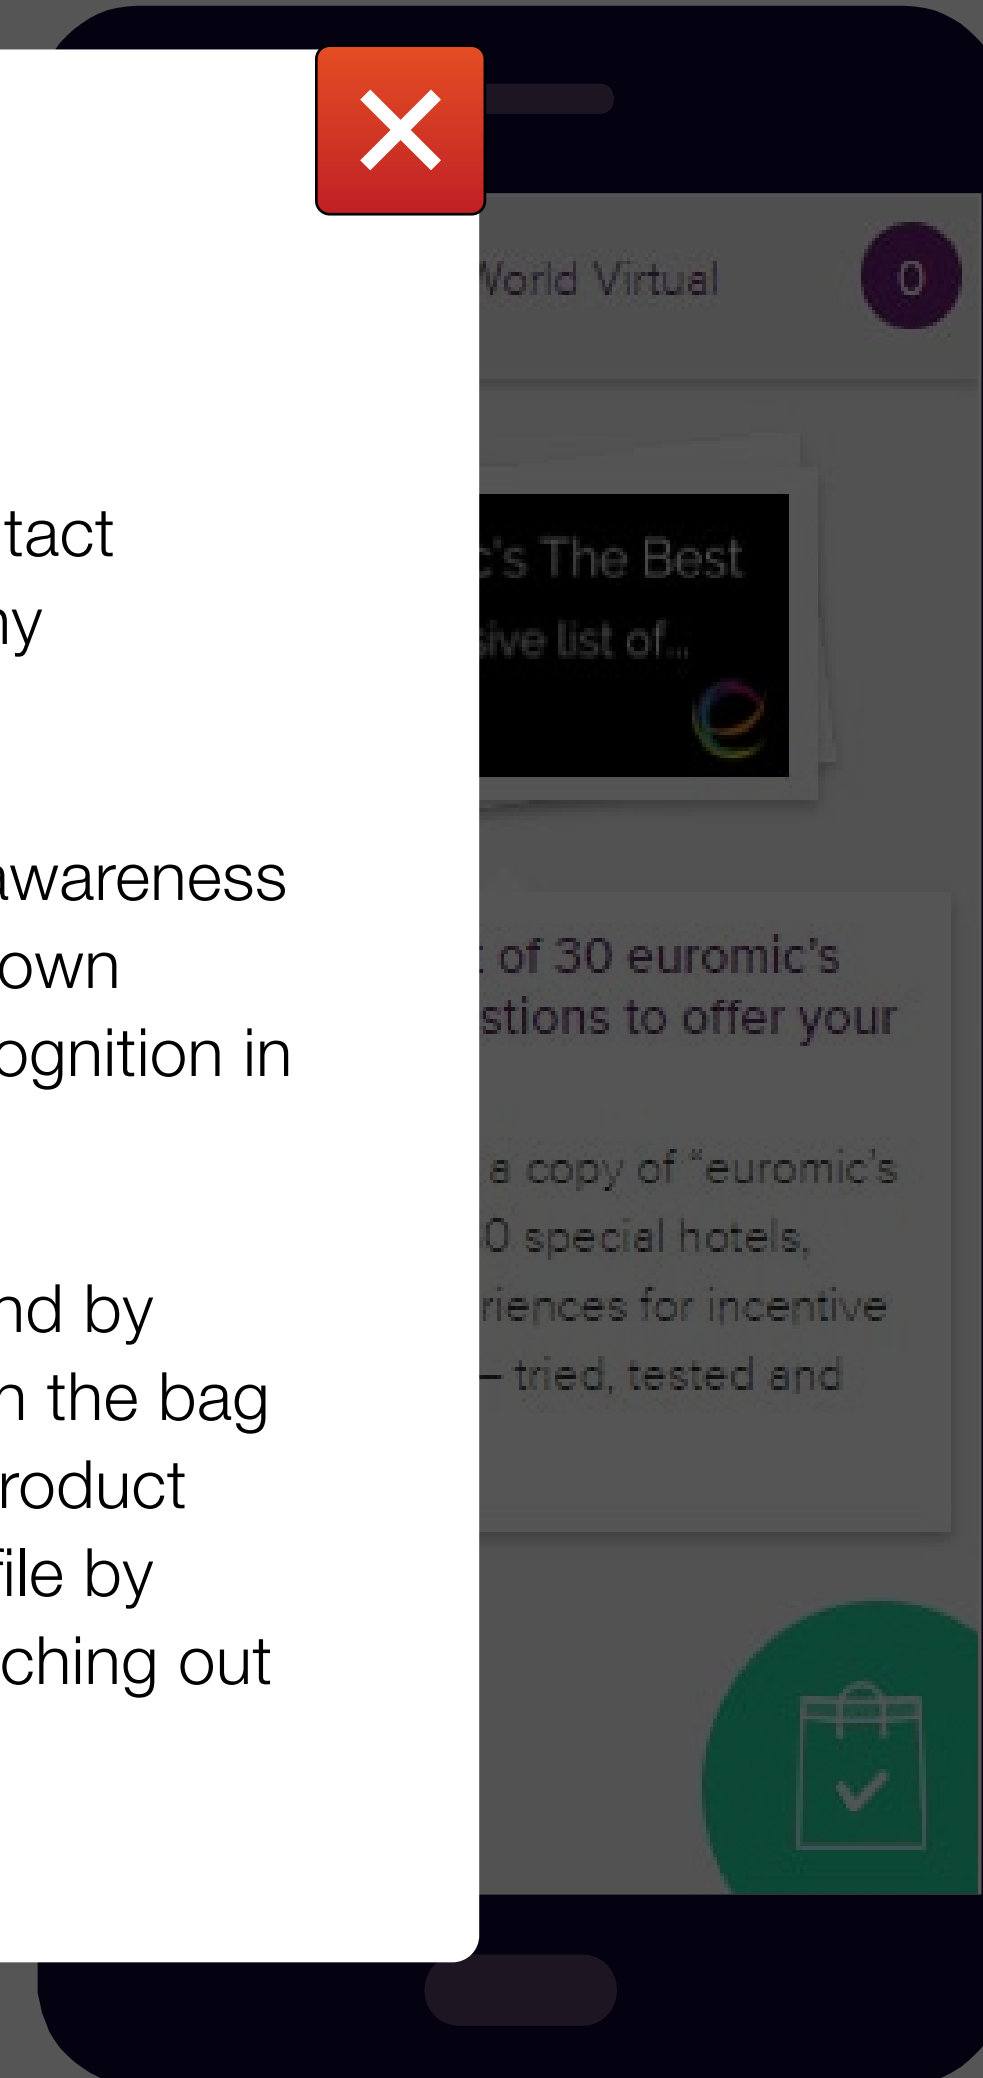 tact
ny
awareness
own
ognition in
nd by
n the bag
roduct
file by
ching out
World Virtual
0
c's The Best
sive list of...
of 30 euromic's
stions to offer your
a copy of “euromic's
0 special hotels,
riences for incentive
– tried, tested and